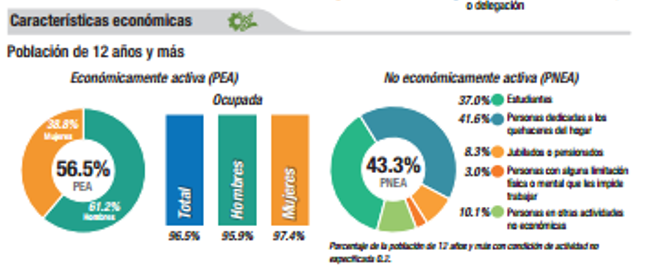 o delegación
Características económicas
Población de 12 años y más
Económicamente activa (PEA)
No económicamente activa (PNEA)
Ocupada
38.8%
Mujeres
56.5%
PEA
61.2%
Hombres
Total
Hombres
Mujeres
96.5%
95.9%
97.4%
43.3%
PNEA
37.0% Estudiantes
41.6% Personas dedicadas a los
quehaceres del hogar
8.3% Jubilados o pensionados
3.0% Personas con alguna limitación
física o mental que les impide
trabajar
10.1% Personas en otras actividades
no económicas
Porcentaje de la población de 12 años y más con condición de actividad no
especificada 0.2.